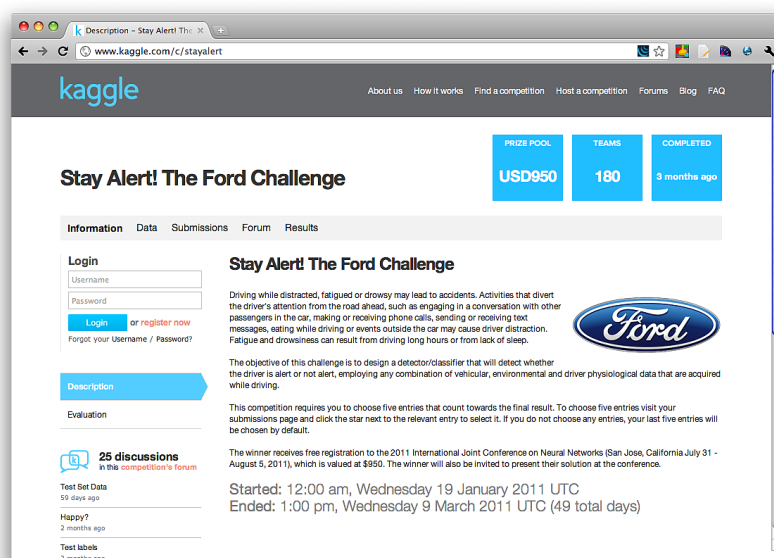 Description – Stay Alert! The
www.kaggle.com/c/stayalert
kaggle
About us How it works Find a competition Host a competition Forums Blog FAQ
Stay Alert! The Ford Challenge
PRIZE POOL
USD950
TEAMS
180
COMPLETED
3 months ago
Information Data Submissions Forum Results
Login
Username
Password
Login or register now
Forgot your Username / Password?
Description
Evaluation
25 discussions
in this competition's forum
Test Set Data
59 days ago
Happy?
2 months ago
Test labels
Stay Alert! The Ford Challenge
Driving while distracted, fatigued or drowsy may lead to accidents. Activities that divert
the driver's attention from the road ahead, such as engaging in a conversation with other
passengers in the car, making or receiving phone calls, sending or receiving text
messages, eating while driving or events outside the car may cause driver distraction.
Fatigue and drowsiness can result from driving long hours or from lack of sleep.
Ford
The objective of this challenge is to design a detector/classifier that will detect whether
the driver is alert or not alert, employing any combination of vehicular, environmental and driver physiological data that are acquired
while driving.
This competition requires you to choose five entries that count towards the final result. To choose five entries visit your
submissions page and click the star next to the relevant entry to select it. If you do not choose any entries, your last five entries will
be chosen by default.
The winner receives free registration to the 2011 International Joint Conference on Neural Networks (San Jose, California July 31 -
August 5, 2011), which is valued at $950. The winner will also be invited to present their solution at the conference.
Started: 12:00 am, Wednesday 19 January 2011 UTC
Ended: 1:00 pm, Wednesday 9 March 2011 UTC (49 total days)